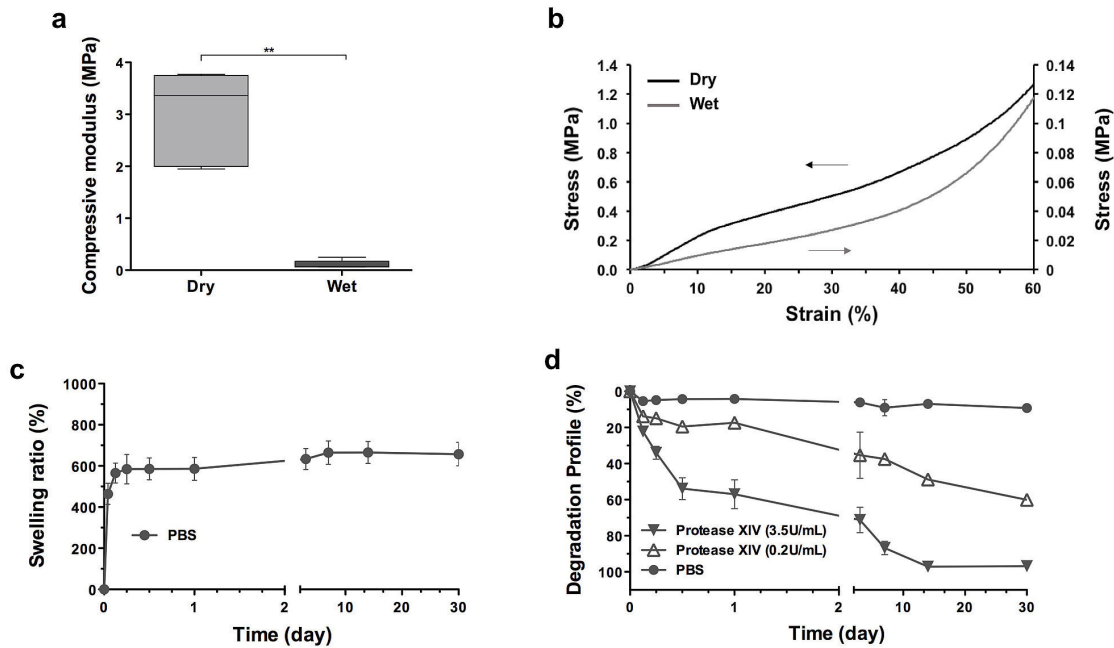 a
Compressive modulus (MPa)
4
3
2
1
0
**
Dry
Wet
b
Stress (MPa)
1.4
1.2
1.0
0.8
0.6
0.4
0.2
0.0
Dry
Wet
0.14
0.12
0.1
0.08
0.06
0.04
0.02
0
Stress (MPa)
0 10 20 30 40 50 60
Strain (%)
c
Swelling ratio (%)
1000
800
600
400
200
0
PBS
0 1 2 10 20 30
Time (day)
d
Degradation Profile (%)
0
20
40
60
80
100
Protease XIV (3.5U/mL)
Protease XIV (0.2U/mL)
PBS
0 1 2 10 20 30
Time (day)